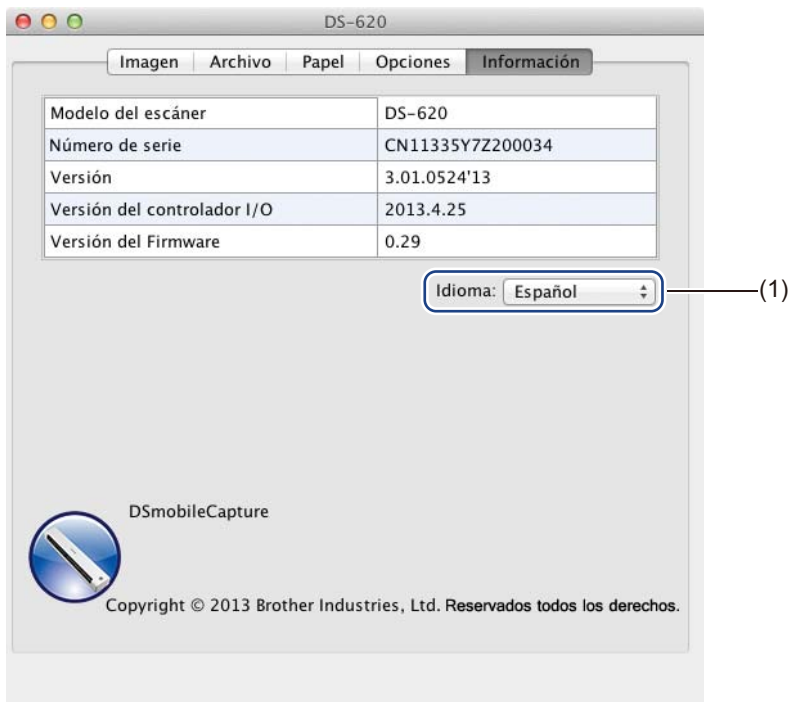 DS-620
Imagen Archivo Papel Opciones Información
Modelo del escáner DS-620
Número de serie CN11335Y7Z200034
Versión 3.01.0524'13
Versión del controlador I/O 2013.4.25
Versión del Firmware 0.29
Idioma: Español (1)
DSmobileCapture
Copyright © 2013 Brother Industries, Ltd. Reservados todos los derechos.